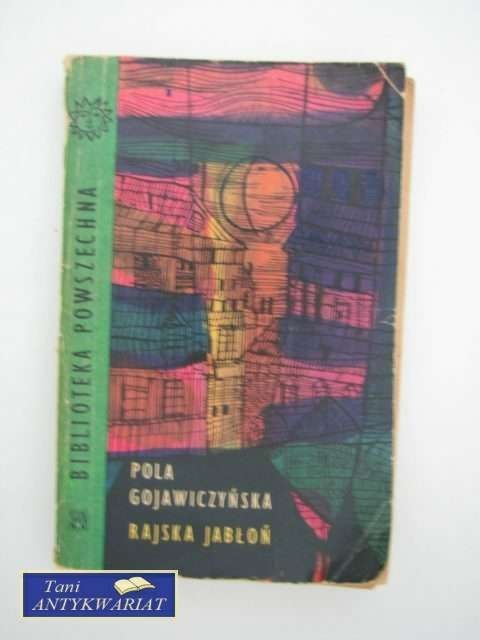 BIBLIOTEKA POWSZECHNA
POLA
GOJAWICZYŃSKA
RAJSKA JABŁOŃ
Tani
ANTYKWARIAT